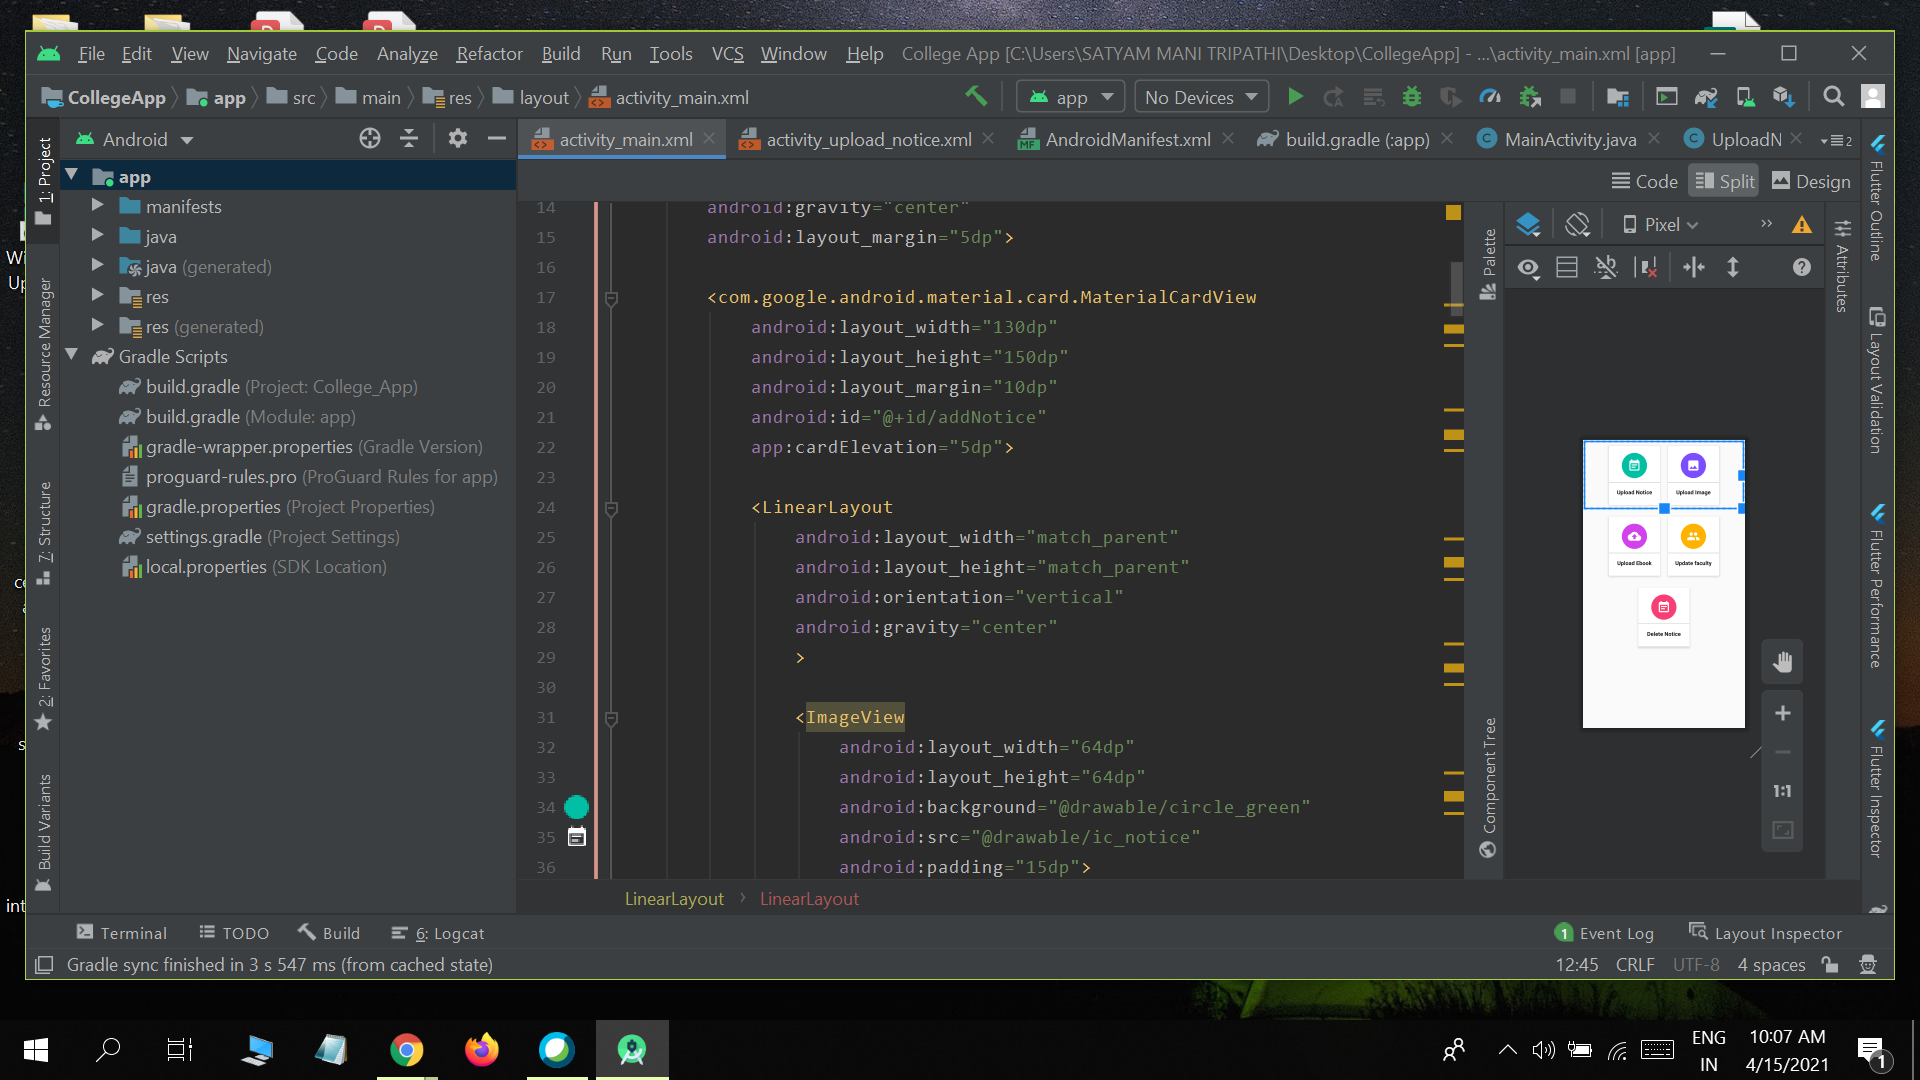 File Edit View Navigate Code Analyze Refactor Build Run Tools VCS Window Help College App [C:\Users\SATYAM MANI TRIPATHI\Desktop\CollegeApp] - ...\activity_main.xml [app]
CollegeApp app src main res layout activity_main.xml app No Devices
Android activity_main.xml activity_upload_notice.xml AndroidManifest.xml build.gradle (:app) MainActivity.java UploadN 2
Code Split Design
Pixel
app
manifests
java
java (generated)
res
res (generated)
Gradle Scripts
build.gradle (Project: College_App)
build.gradle (Module: app)
gradle-wrapper.properties (Gradle Version)
proguard-rules.pro (ProGuard Rules for app)
gradle.properties (Project Properties)
settings.gradle (Project Settings)
local.properties (SDK Location)
1: Project
Resource Manager
7: Structure
2: Favorites
Build Variants
14 android:gravity="center"
15 android:layout_margin="5dp">
16
17 <com.google.android.material.card.MaterialCardView
18 android:layout_width="130dp"
19 android:layout_height="150dp"
20 android:layout_margin="10dp"
21 android:id="@+id/addNotice"
22 app:cardElevation="5dp">
23
24 <LinearLayout
25 android:layout_width="match_parent"
26 android:layout_height="match_parent"
27 android:orientation="vertical"
28 android:gravity="center"
29 >
30
31 <ImageView
32 android:layout_width="64dp"
33 android:layout_height="64dp"
34 android:background="@drawable/circle_green"
35 android:src="@drawable/ic_notice"
36 android:padding="15dp">
LinearLayout LinearLayout
Palette
Component Tree
Attributes
Upload Notice Upload Image
Upload Ebook Update faculty
Delete Notice
1:1
Flutter Outline
Layout Validation
Flutter Performance
Flutter Inspector
Terminal TODO Build 6: Logcat 1 Event Log Layout Inspector
Gradle sync finished in 3 s 547 ms (from cached state) 12:45 CRLF UTF-8 4 spaces
ENG 10:07 AM
IN 4/15/2021 1